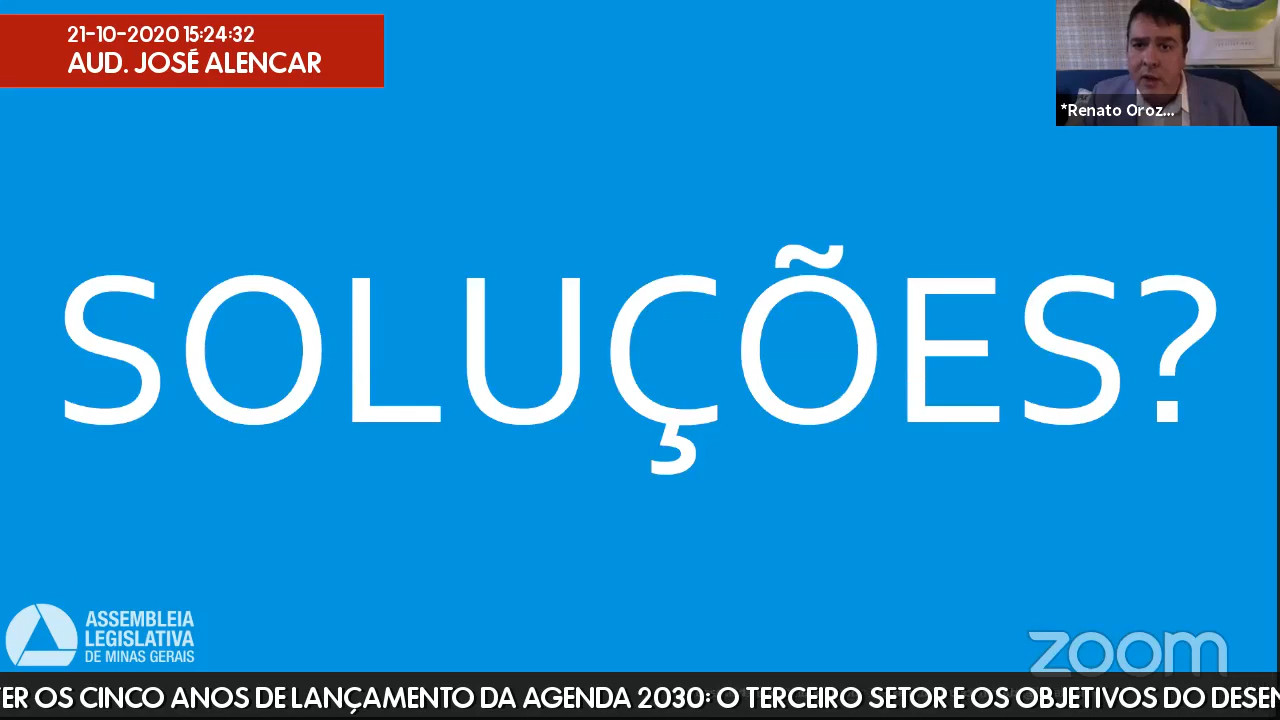 21-10-2020 15:24:32
AUD. JOSÉ ALENCAR
*Renato Oroz...
SOLUÇÕES?
ASSEMBLEIA
LEGISLATIVA
DE MINAS GERAIS
zoom
TER OS CINCO ANOS DE LANÇAMENTO DA AGENDA 2030: O TERCEIRO SETOR E OS OBJETIVOS DO DESEN